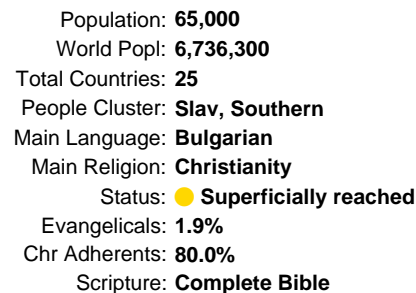 Population: 65,000
World Popl: 6,736,300
Total Countries: 25
People Cluster: Slav, Southern
Main Language: Bulgarian
Main Religion: Christianity
Status: Superficially reached
Evangelicals: 1.9%
Chr Adherents: 80.0%
Scripture: Complete Bible